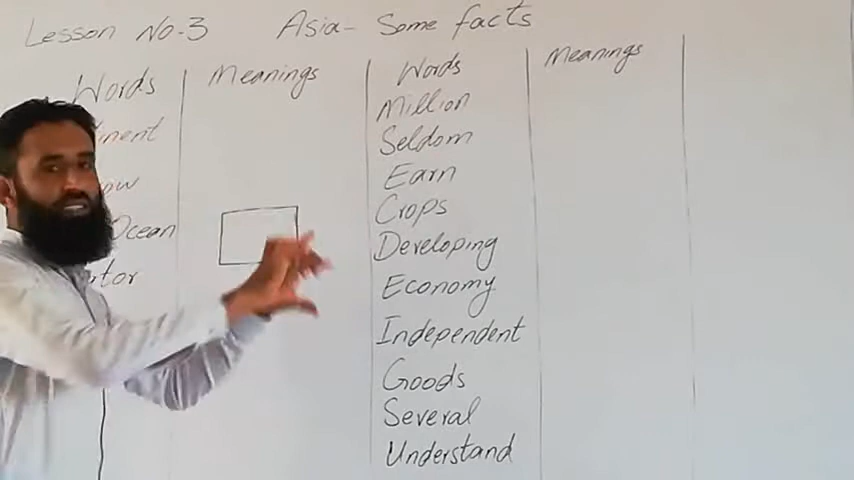 Lesson No-3 Asia- Some facts
Words Meanings Words Meanings
Million
Seldom
Earn
Ocean Crops
Developing
Economy
Independent
Goods
Several
Understand